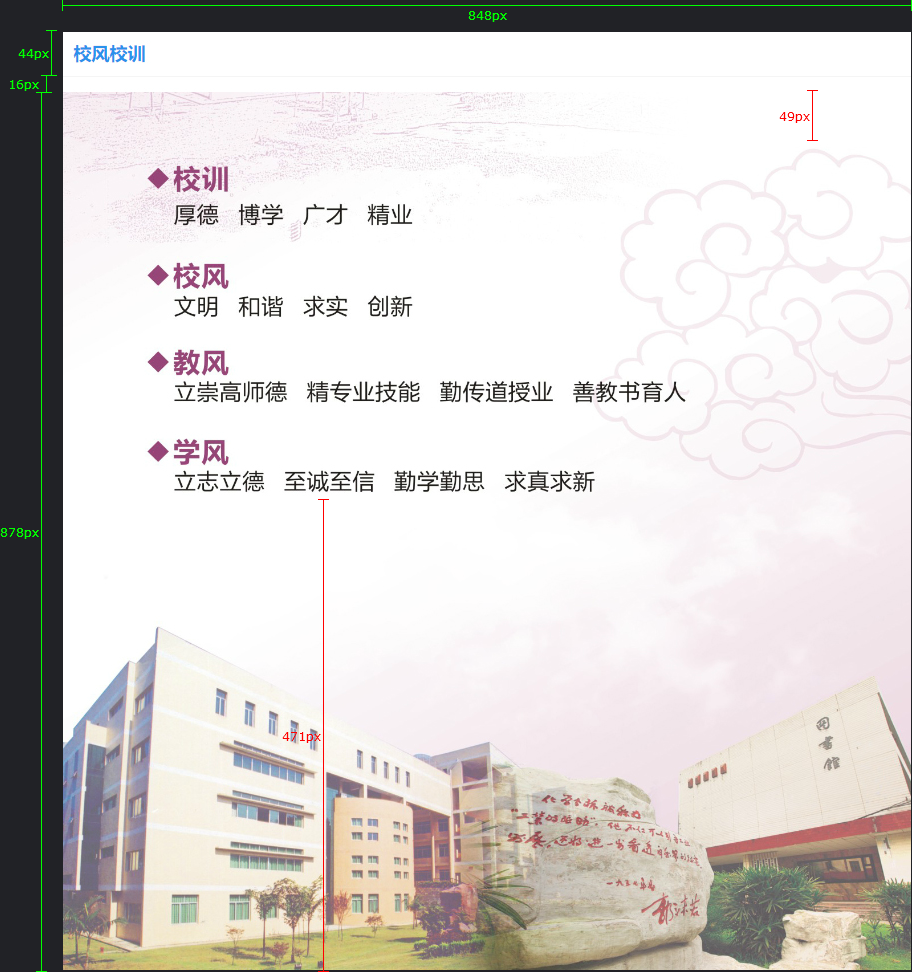 848px
44px
校风校训
16px
49px
◆校训
厚德 博学 广才 精业
◆校风
文明 和谐 求实 创新
◆教风
立崇高师德 精专业技能 勤传道授业 善教书育人
◆学风
立志立德 至诚至信 勤学勤思 求真求新
878px
471px
圖書館